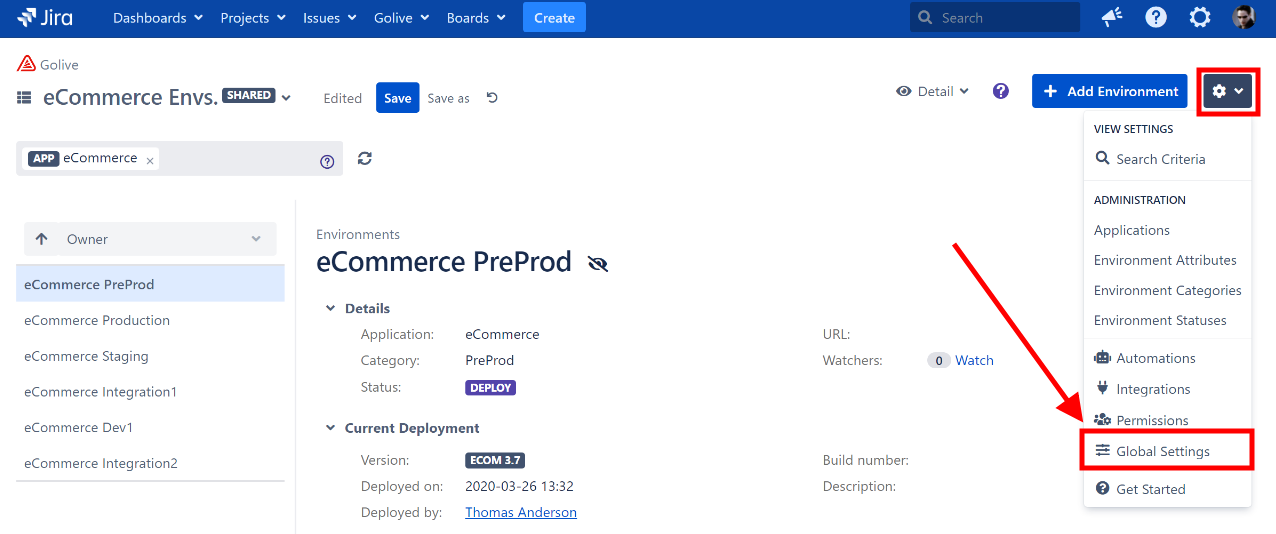 Jira Dashboards Projects Issues Golive Boards Create Search
Golive
eCommerce Envs. SHARED Edited Save Save as Detail Add Environment
APP eCommerce
VIEW SETTINGS
Search Criteria
ADMINISTRATION
Applications
Environment Attributes
Environment Categories
Environment Statuses
Automations
Integrations
Permissions
Global Settings
Get Started
Owner
eCommerce PreProd
eCommerce Production
eCommerce Staging
eCommerce Integration1
eCommerce Dev1
eCommerce Integration2
Environments
eCommerce PreProd
Details
Application: eCommerce URL:
Category: PreProd Watchers: 0 Watch
Status: DEPLOY
Current Deployment
Version: ECOM 3.7 Build number:
Deployed on: 2020-03-26 13:32 Description:
Deployed by: Thomas Anderson